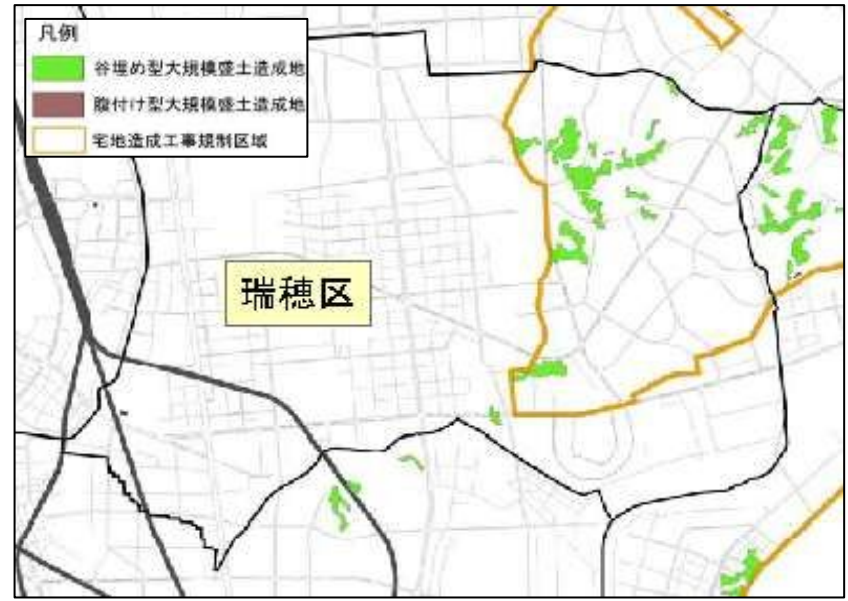 凡例
谷埋め型大規模盛土造成地
腹付け型大規模盛土造成地
宅地造成工事規制区域
瑞穂区